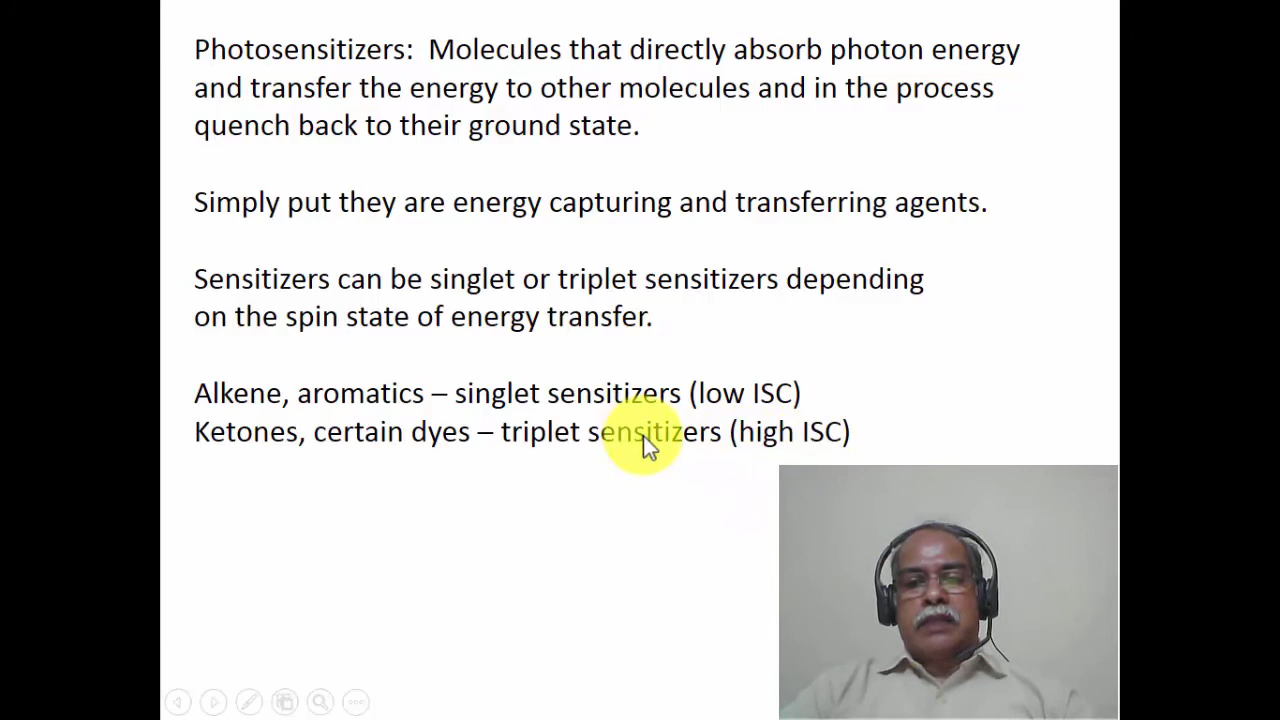 Photosensitizers: Molecules that directly absorb photon energy
and transfer the energy to other molecules and in the process
quench back to their ground state.
Simply put they are energy capturing and transferring agents.
Sensitizers can be singlet or triplet sensitizers depending
on the spin state of energy transfer.
Alkene, aromatics – singlet sensitizers (low ISC)
Ketones, certain dyes – triplet sensitizers (high ISC)